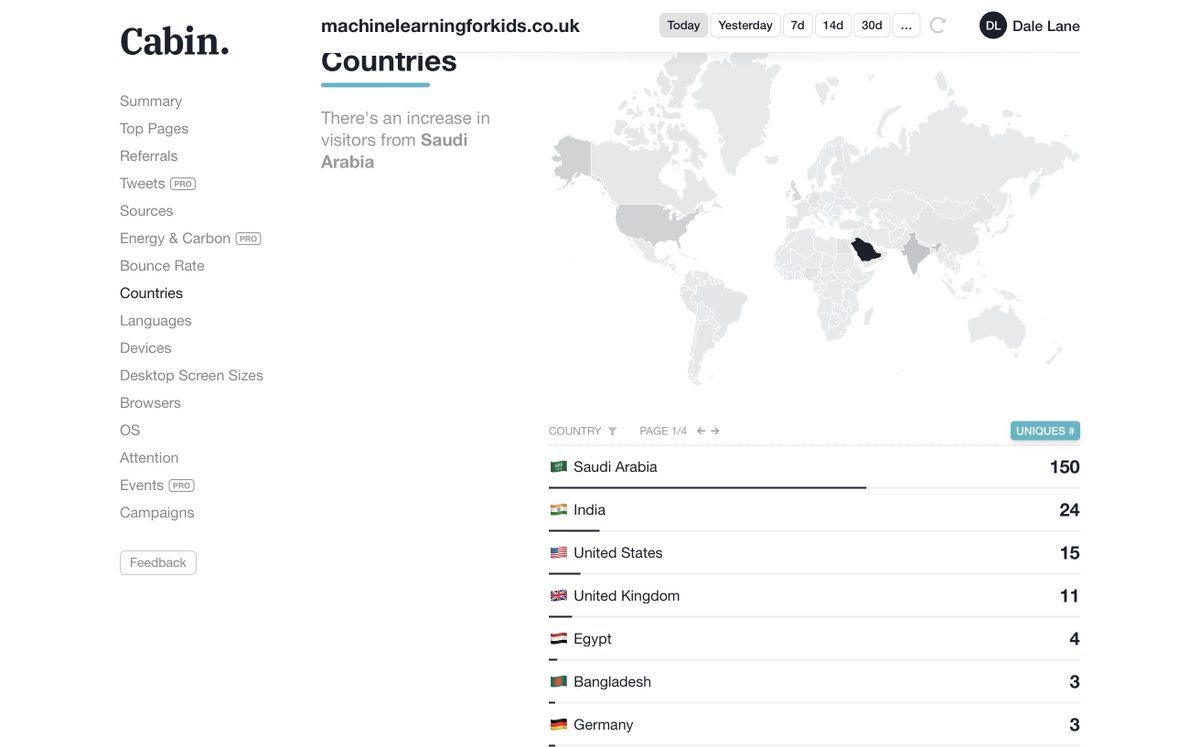 Cabin.
machinelearningforkids.co.uk
Today Yesterday 7d 14d 30d ...
DL Dale Lane
Summary
Top Pages
Referrals
Tweets PRO
Sources
Energy & Carbon PRO
Bounce Rate
Countries
Languages
Devices
Desktop Screen Sizes
Browsers
OS
Attention
Events PRO
Campaigns
Feedback
Countries
There's an increase in
visitors from Saudi
Arabia
COUNTRY PAGE 1/4 ← → UNIQUES #
Saudi Arabia 150
India 24
United States 15
United Kingdom 11
Egypt 4
Bangladesh 3
Germany 3